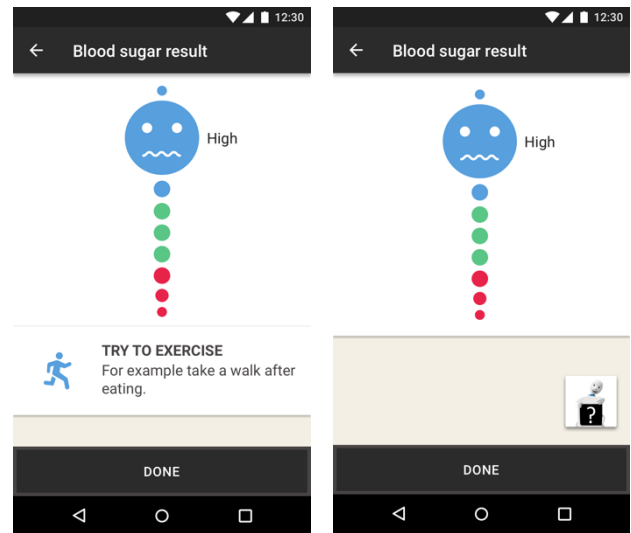 12:30
Blood sugar result
High
TRY TO EXERCISE
For example take a walk after
eating.
DONE
12:30
Blood sugar result
High
?
DONE